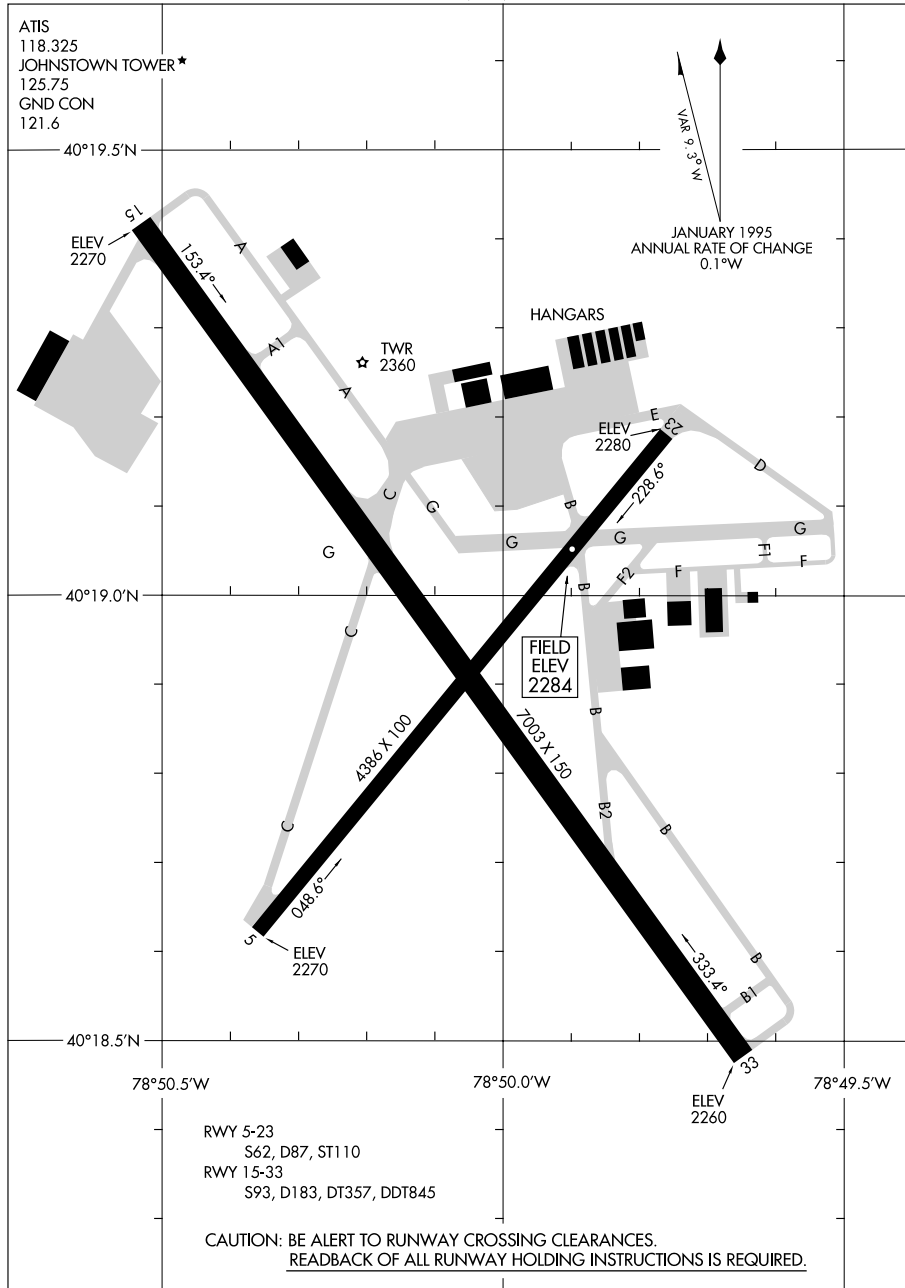 ATIS
118.325
JOHNSTOWN TOWER
125.75
GND CON
121.6
40°19.5'N
VAR 9.3° W
JANUARY 1995
ANNUAL RATE OF CHANGE
0.1°W
15
ELEV
2270
153.4°
A
A1
A
TWR
2360
HANGARS
ELEV
2280
E
23
D
228.6°
C
G
B
G
G
G
G
F2
F
F1
F
B
40°19.0'N
FIELD
ELEV
2284
C
B
4386 X 100
7003 X 150
C
B2
B
048.6°
5
ELEV
2270
333.4°
B
B1
33
40°18.5'N
78°50.5'W
78°50.0'W
78°49.5'W
ELEV
2260
RWY 5-23
S62, D87, ST110
RWY 15-33
S93, D183, DT357, DDT845
CAUTION: BE ALERT TO RUNWAY CROSSING CLEARANCES.
READBACK OF ALL RUNWAY HOLDING INSTRUCTIONS IS REQUIRED.